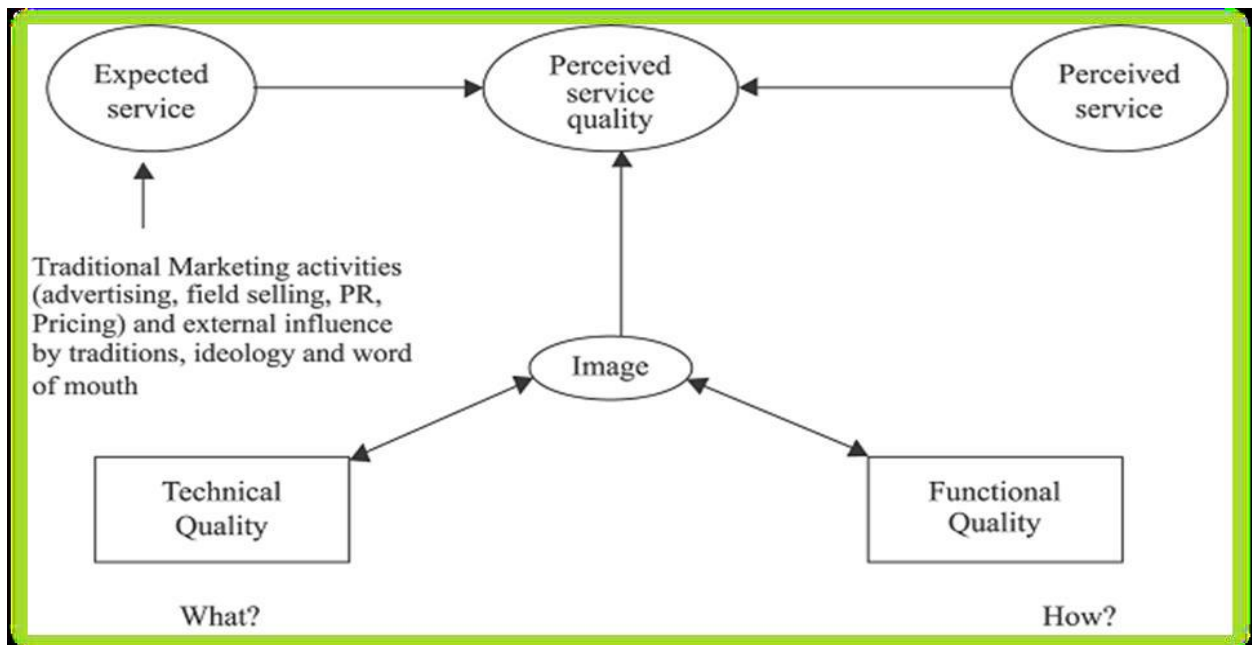 Expected
service
Perceived
service
quality
Perceived
service
Traditional Marketing activities
(advertising, field selling, PR,
Pricing) and external influence
by traditions, ideology and word
of mouth
Image
Technical
Quality
Functional
Quality
What?
How?